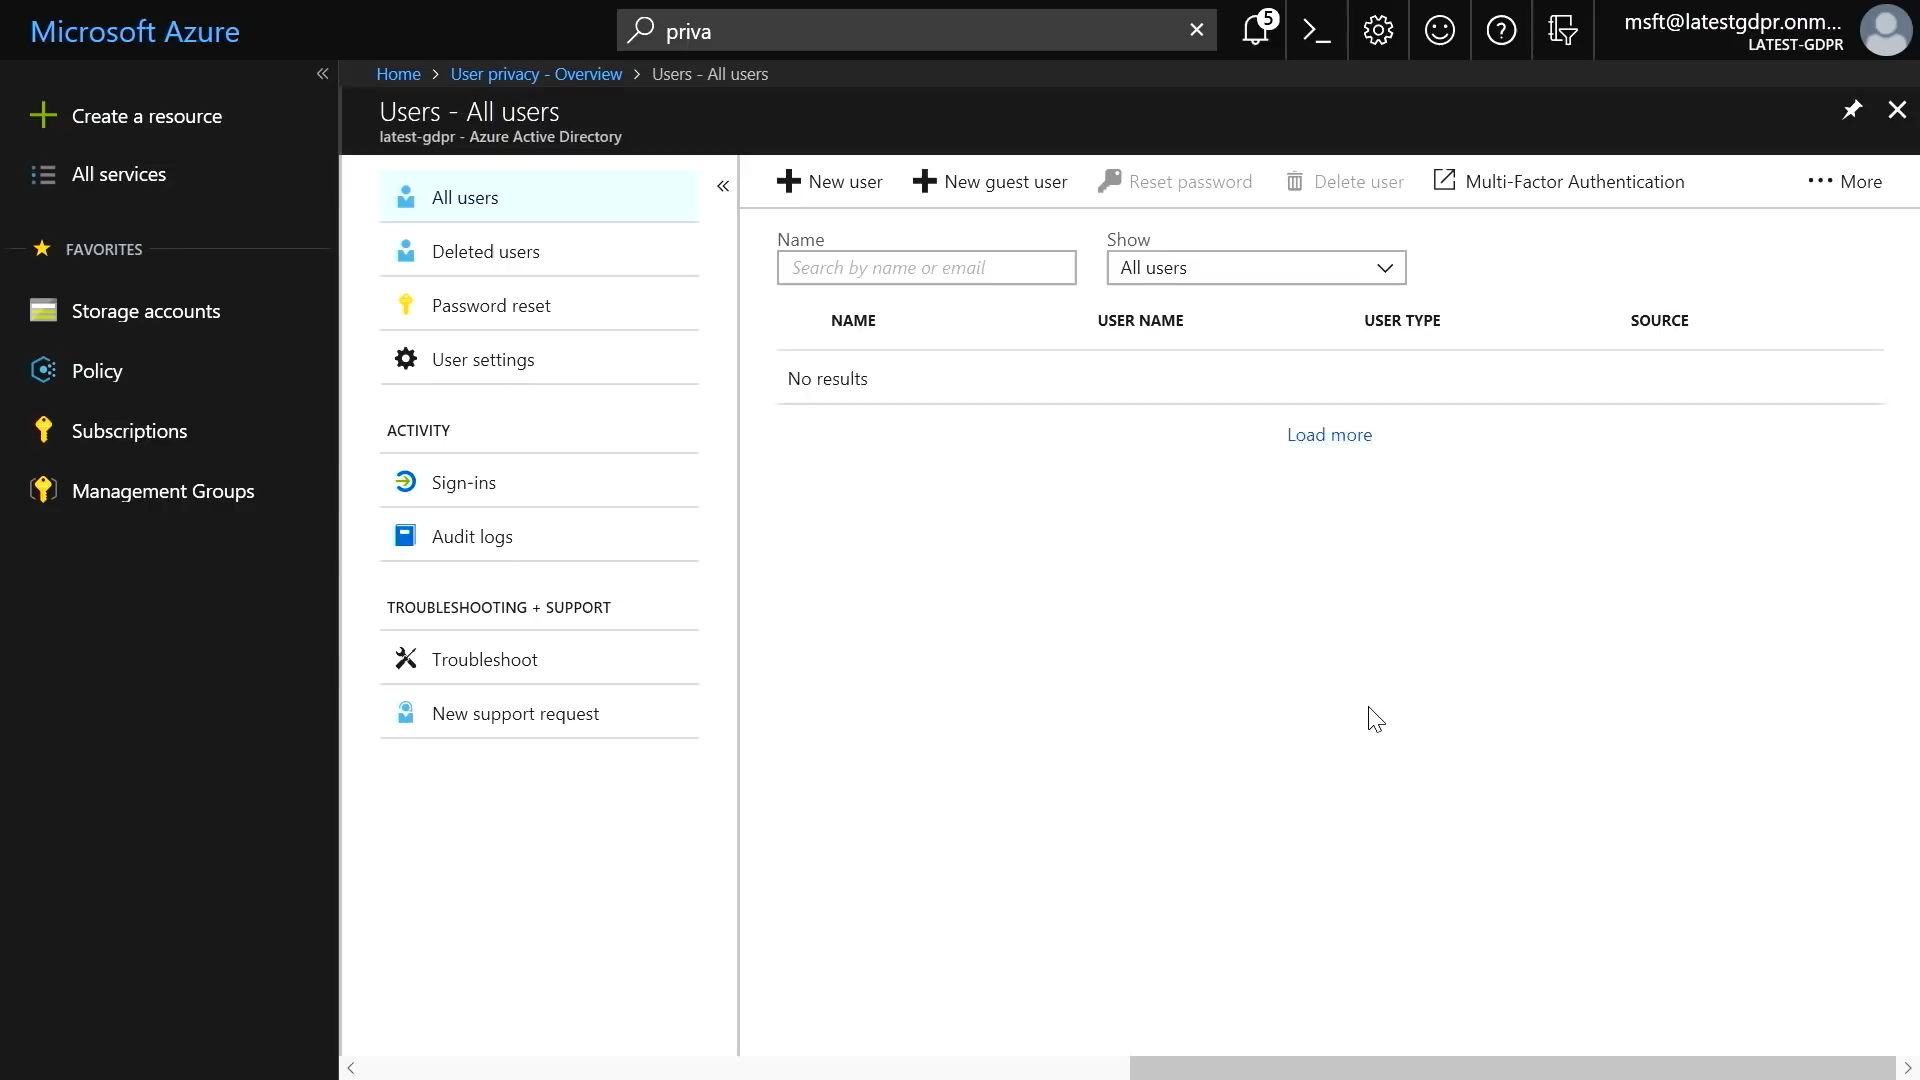 Microsoft Azure
priva
5
msft@latestgdpr.onm...
LATEST-GDPR
Home > User privacy - Overview > Users - All users
Users - All users
latest-gdpr - Azure Active Directory
Create a resource
All services
FAVORITES
Storage accounts
Policy
Subscriptions
Management Groups
All users
Deleted users
Password reset
User settings
ACTIVITY
Sign-ins
Audit logs
TROUBLESHOOTING + SUPPORT
Troubleshoot
New support request
New user New guest user Reset password Delete user Multi-Factor Authentication ... More
Name Show
Search by name or email All users
NAME USER NAME USER TYPE SOURCE
No results
Load more